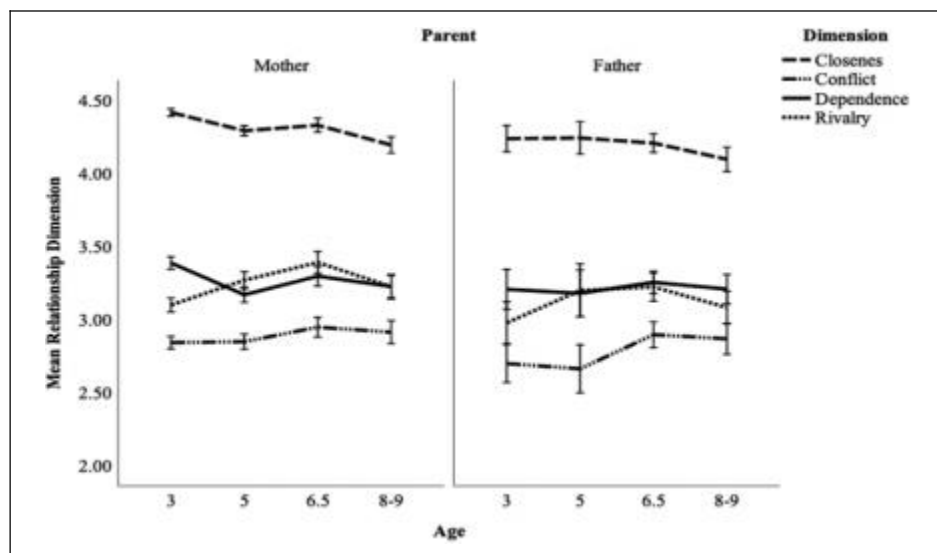 Parent
Mother
Father
Dimension
Closenes
Conflict
Dependence
Rivalry
Mean Relationship Dimension
4.50
4.00
3.50
3.00
2.50
2.00
3 5 6.5 8-9
3 5 6.5 8-9
Age